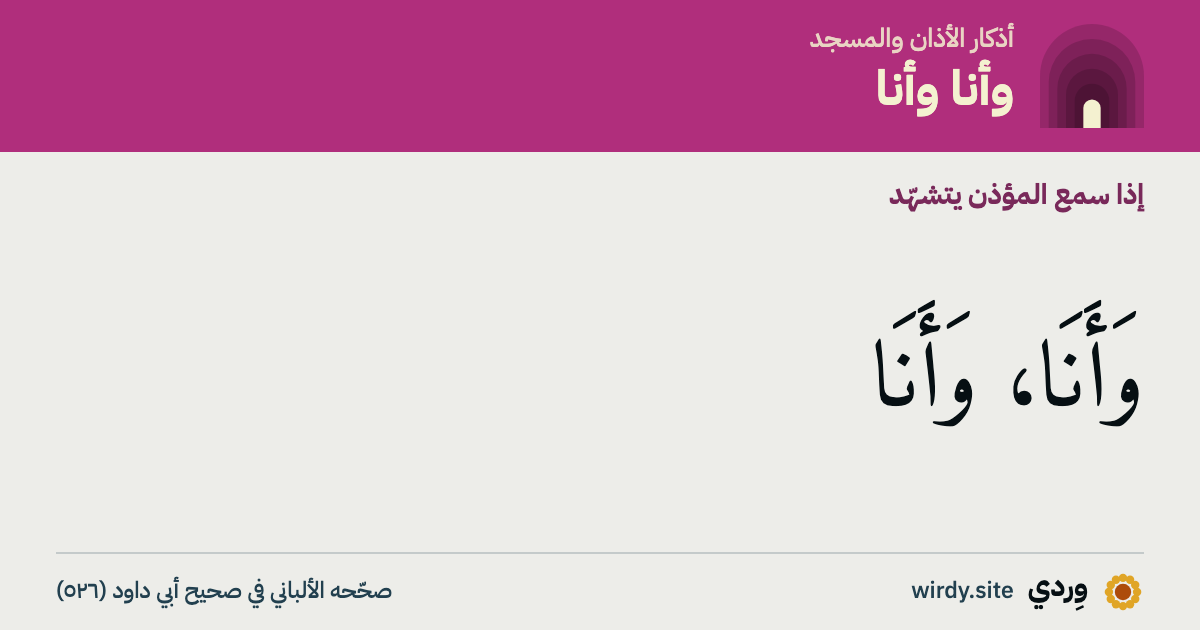 أذكار الأذان والمسجد
وأنا وأنا
إذا سمع المؤذن يتشهّد
وَأَنَا، وَأَنَا
وِردي wirdy.site
صحّحه الألباني في صحيح أبي داود (٥٢٦)